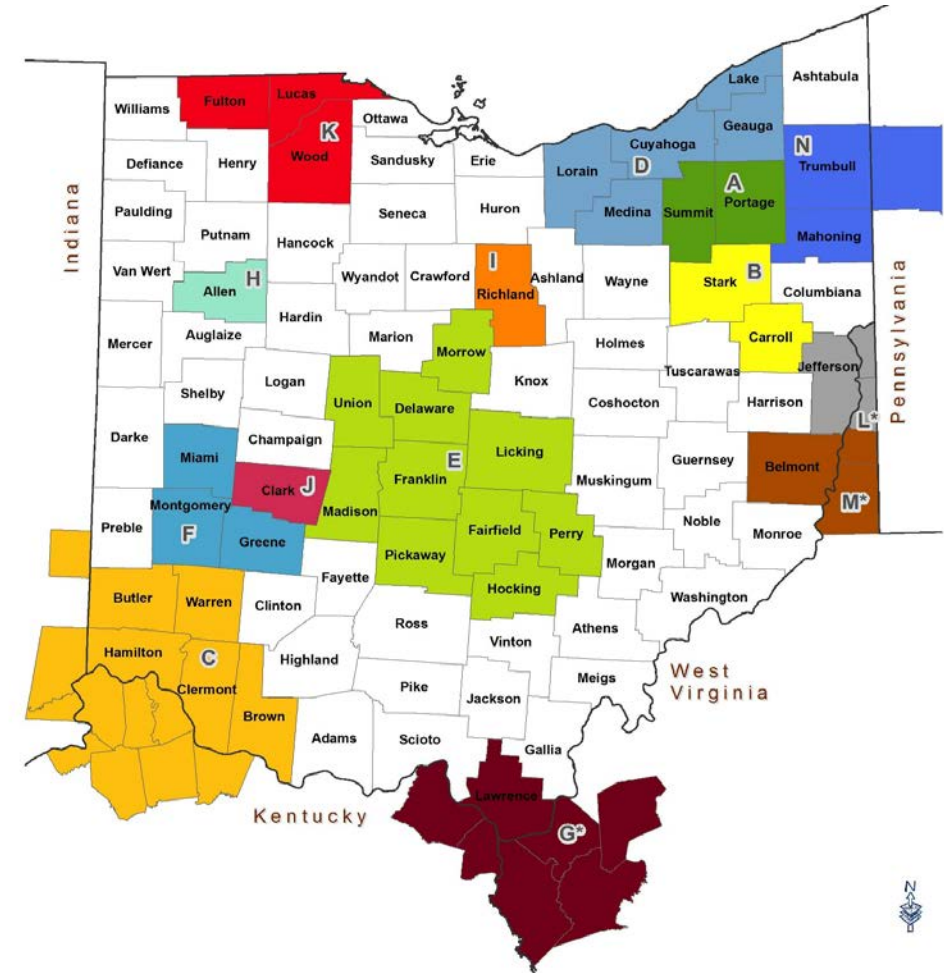 Ashtabula
Lake
Geauga
Williams
Fulton
Lucas
Ottawa
Cuyahoga
K
Wood
N
Trumbull
Defiance
Henry
Sandusky
Erie
Lorain
D
A
Portage
Summit
Medina
Paulding
Seneca
Huron
Mahoning
Putnam
Hancock
Indiana
Van Wert
H
Allen
Wyandot
Crawford
I
Richland
Ashland
Wayne
Stark
B
Columbiana
Pennsylvania
Auglaize
Hardin
Mercer
Marion
Morrow
Holmes
Carroll
Jefferson
Tuscarawas
Shelby
Logan
Knox
Union
Delaware
Coshocton
Harrison
L*
Darke
Champaign
Licking
Miami
E
Franklin
Guernsey
Belmont
Clark
J
Muskingum
M*
Montgomery
Madison
Preble
F
Greene
Fairfield
Perry
Noble
Monroe
Pickaway
Morgan
Fayette
Hocking
Butler
Warren
Clinton
Washington
Ross
Athens
Hamilton
C
Highland
Vinton
Clermont
Pike
Meigs
West
Virginia
Jackson
Brown
Adams
Scioto
Gallia
Kentucky
Lawrence
G*
N